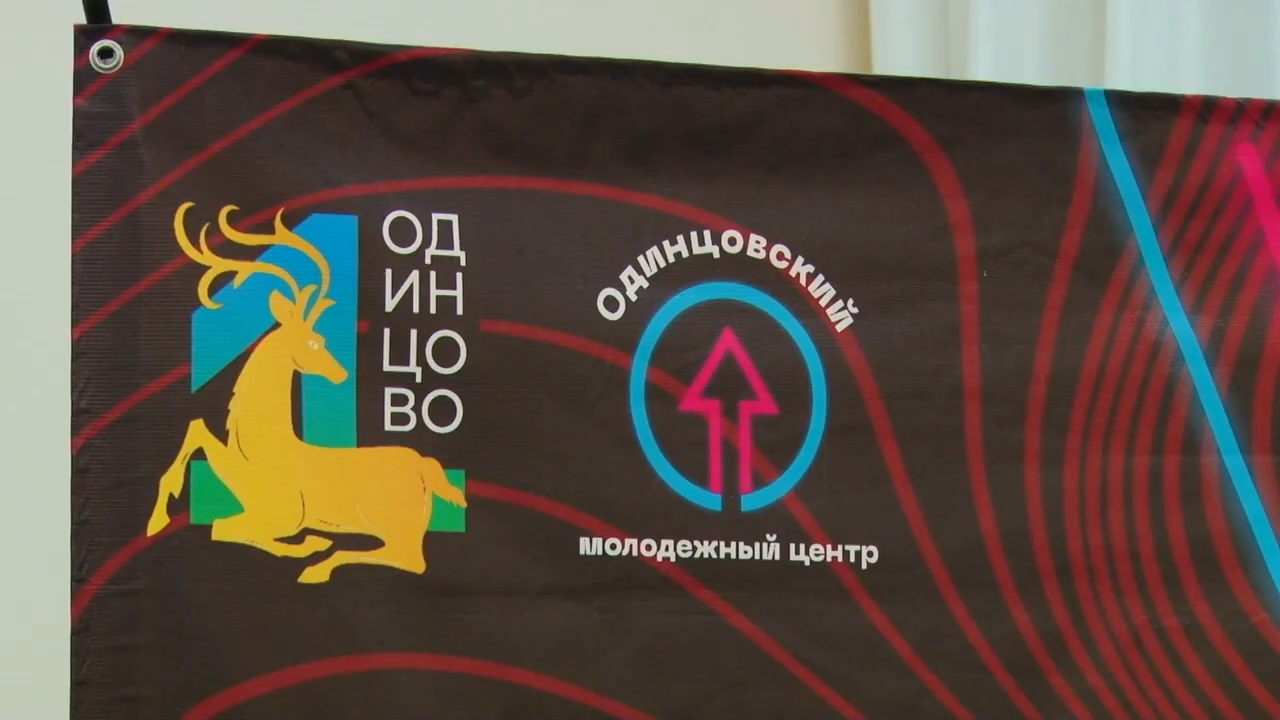 ОД
ИН
ЦО
ВО
Одинцовский
молодежный центр